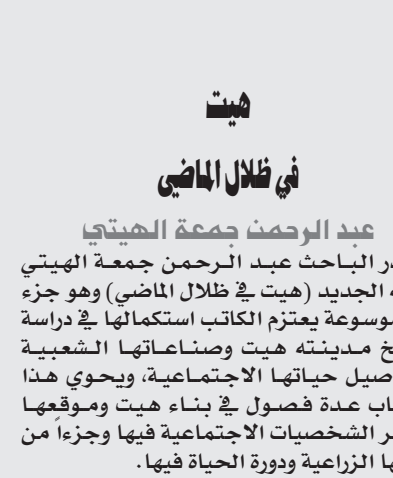 هيت
في ظلال الماضي
عبد الرحمن جمعة الهيتي
الباحث عبد الرحمن جمعة الهيتي
الجديد (هيت في ظلال الماضي) وهو جزء
موسوعة يعتزم الكاتب استكمالها في دراسة
مدينته هيت وصناعاتها الشعبية
حياتها الاجتماعية، ويحوي هذا
عدة فصول في بناء هيت وموقعها
الشخصيات الاجتماعية فيها وجزءاً من
الزراعية ودورة الحياة فيها.